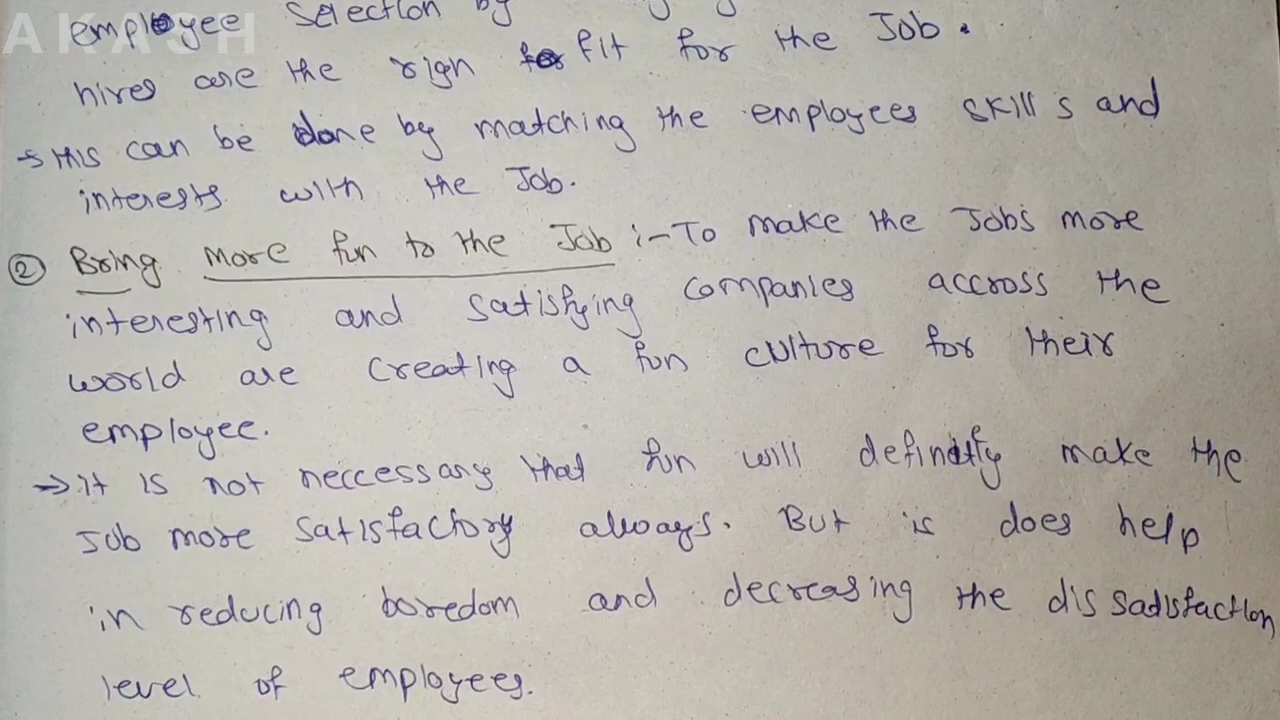 AKASH
employee selection by
hires are the rign fit for the Job.
→ this can be done by matching the employees skill s and
interests with the Job.
② Bring more fun to the Job :- To make the Jobs more
interesting and satisfying companies accross the
world are creating a fun culture for their
employee.
→ it is not neccessary that fun will definitly make the
Job more satisfactory always. But is does help
in reducing boredom and decreasing the dissadisfaction
level of employees.